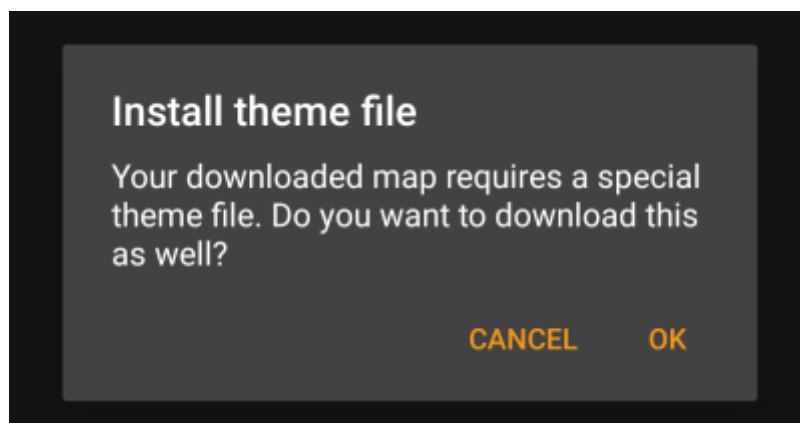 Install theme file
Your downloaded map requires a special
theme file. Do you want to download this
as well?
CANCEL OK